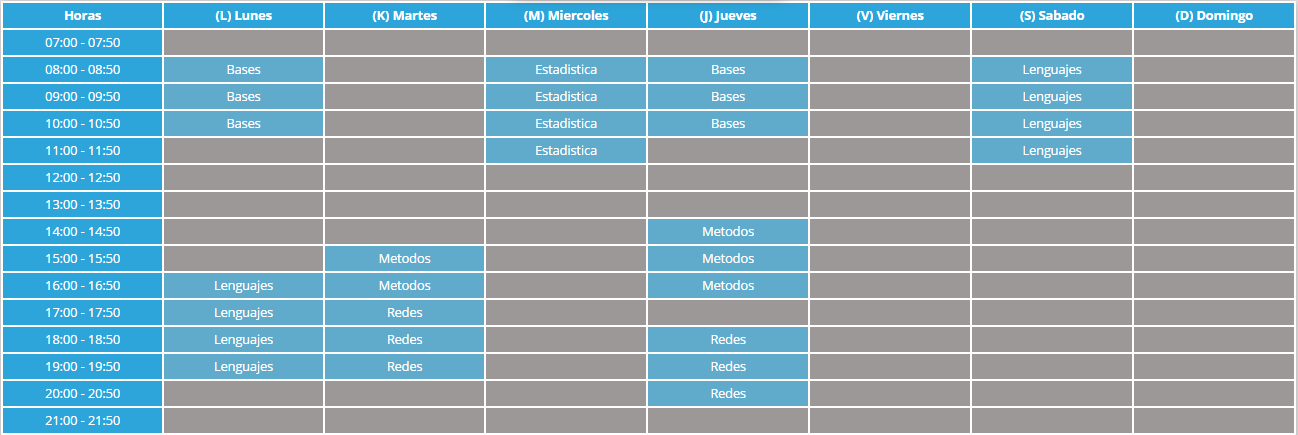 Horas (L) Lunes (K) Martes (M) Miercoles (J) Jueves (V) Viernes (S) Sabado (D) Domingo
07:00 - 07:50
08:00 - 08:50 Bases Estadistica Bases Lenguajes
09:00 - 09:50 Bases Estadistica Bases Lenguajes
10:00 - 10:50 Bases Estadistica Bases Lenguajes
11:00 - 11:50 Estadistica Lenguajes
12:00 - 12:50
13:00 - 13:50
14:00 - 14:50 Metodos
15:00 - 15:50 Metodos Metodos
16:00 - 16:50 Lenguajes Metodos Metodos
17:00 - 17:50 Lenguajes Redes
18:00 - 18:50 Lenguajes Redes Redes
19:00 - 19:50 Lenguajes Redes Redes
20:00 - 20:50 Redes
21:00 - 21:50